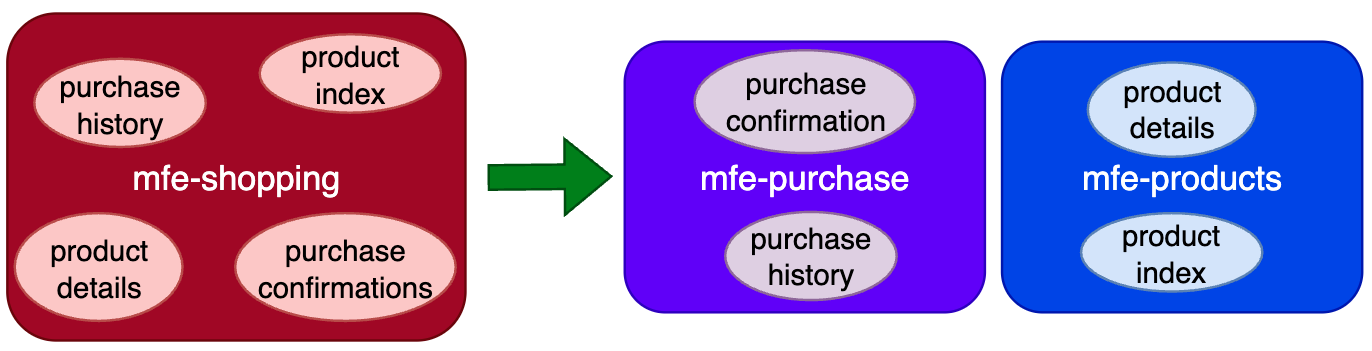 purchase
history
product
index
mfe-shopping
product
details
purchase
confirmations
purchase
confirmation
mfe-purchase
purchase
history
product
details
mfe-products
product
index